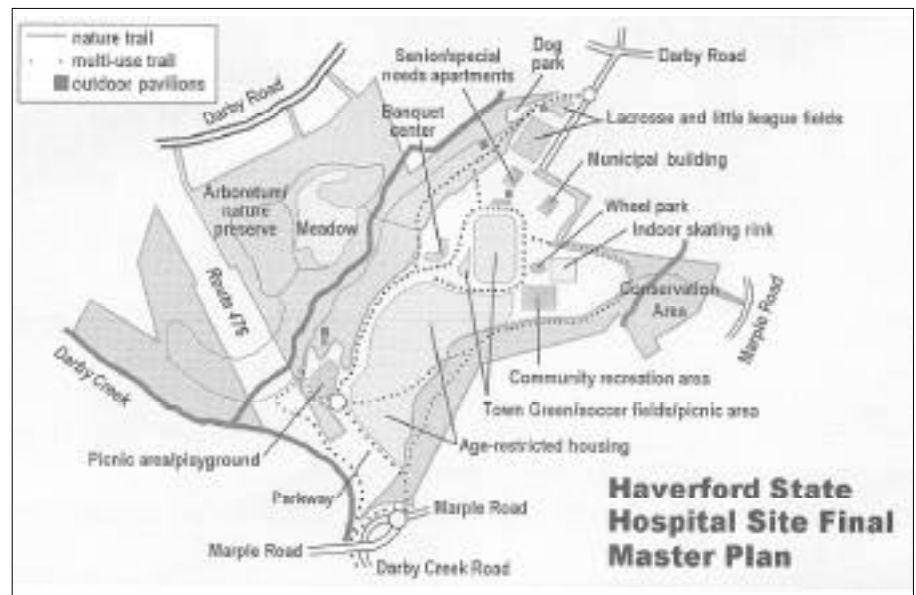 nature trail
multi-use trail
outdoor pavilions
Darby Road
Senior/special
needs apartments
Dog
park
Darby Road
Banquet
center
Lacrosse and little league fields
Municipal building
Arboretum/
nature
preserve
Meadow
Wheel park
Indoor skating rink
Route 476
Conservation
Area
Marple Road
Darby Creek
Community recreation area
Town Green/soccer fields/picnic area
Age-restricted housing
Picnic area/playground
Parkway
Marple Road
Marple Road
Darby Creek Road
Haverford State
Hospital Site Final
Master Plan